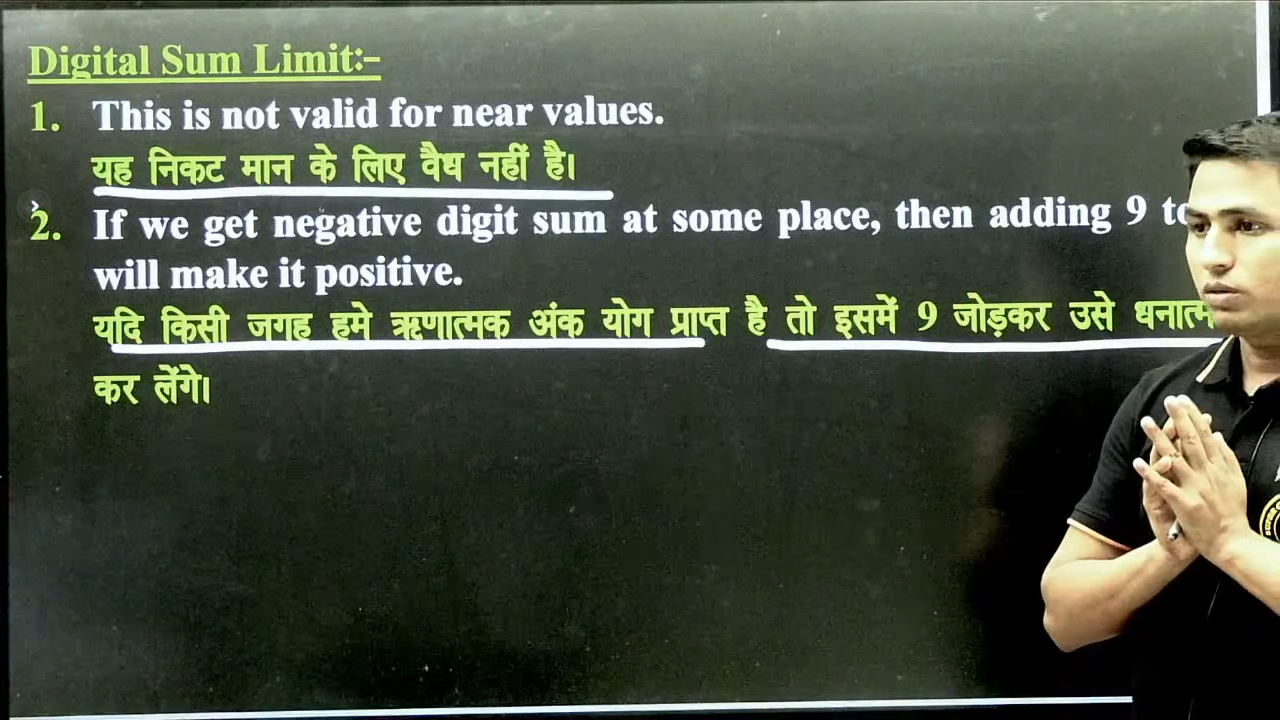 Digital Sum Limit:-
1. This is not valid for near values.
यह निकट मान के लिए वैध नहीं है।
2. If we get negative digit sum at some place, then adding 9 to
will make it positive.
यदि किसी जगह हमे ऋणात्मक अंक योग प्राप्त है तो इसमें 9 जोड़कर उसे
कर लेंगे।